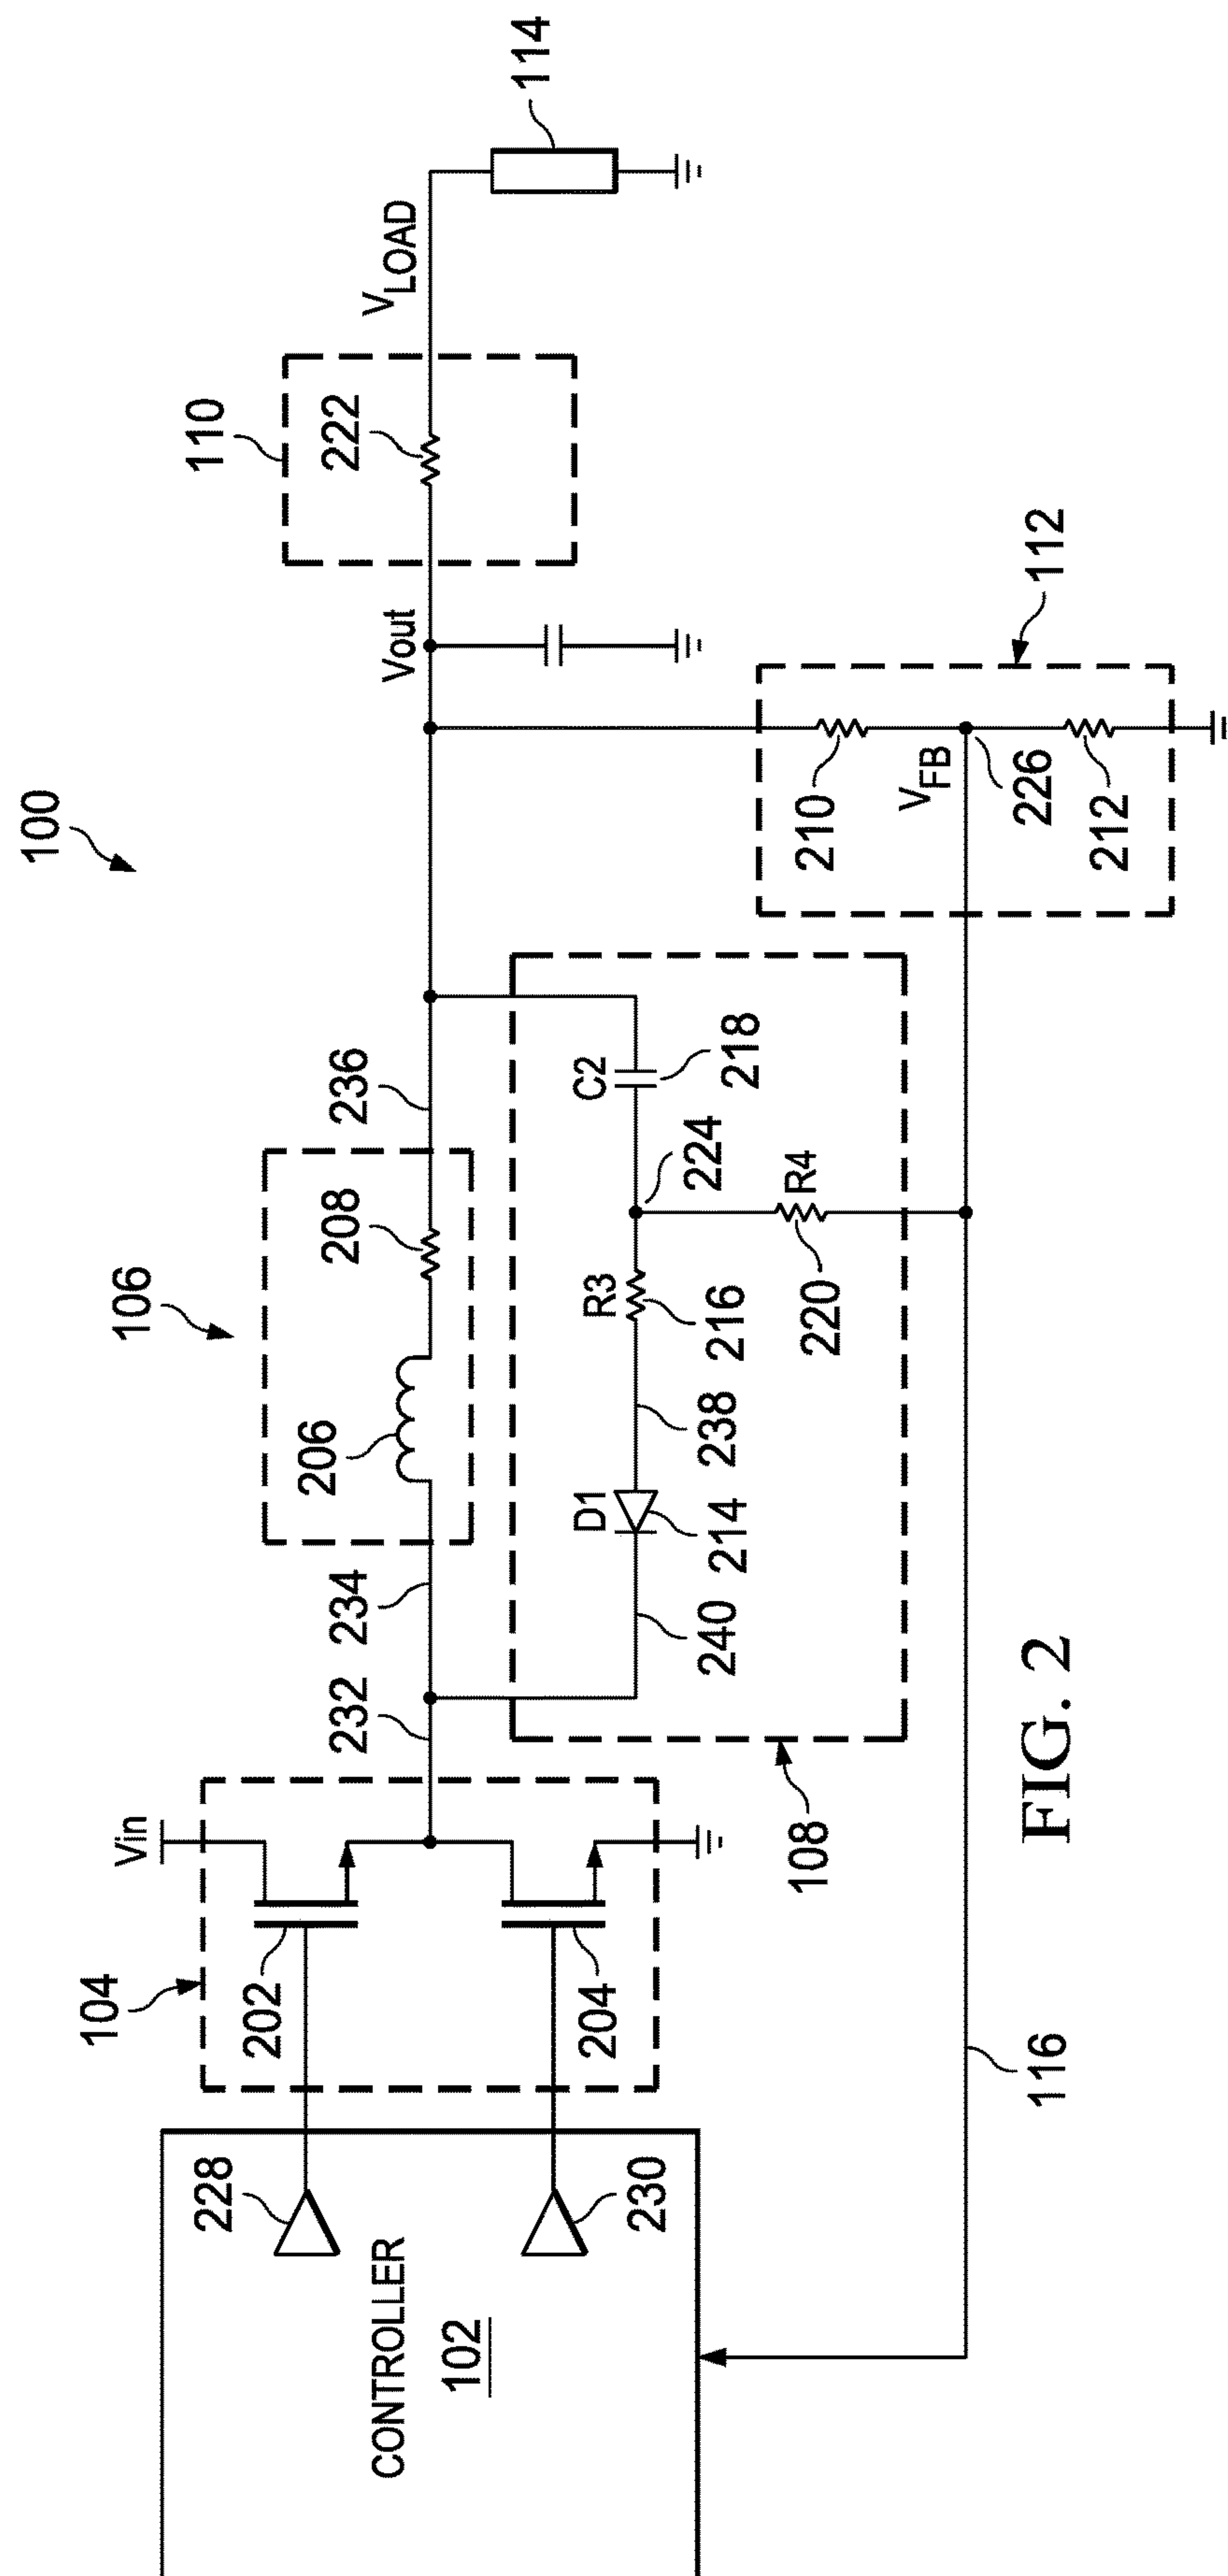 100
110
222
V_LOAD
114
Vout
106
206
208
236
234
232
Vin
104
202
204
228
230
CONTROLLER
102
D1
214
240
238
R3
216
C2
218
224
R4
220
108
210
V_FB
226
212
112
116
FIG. 2